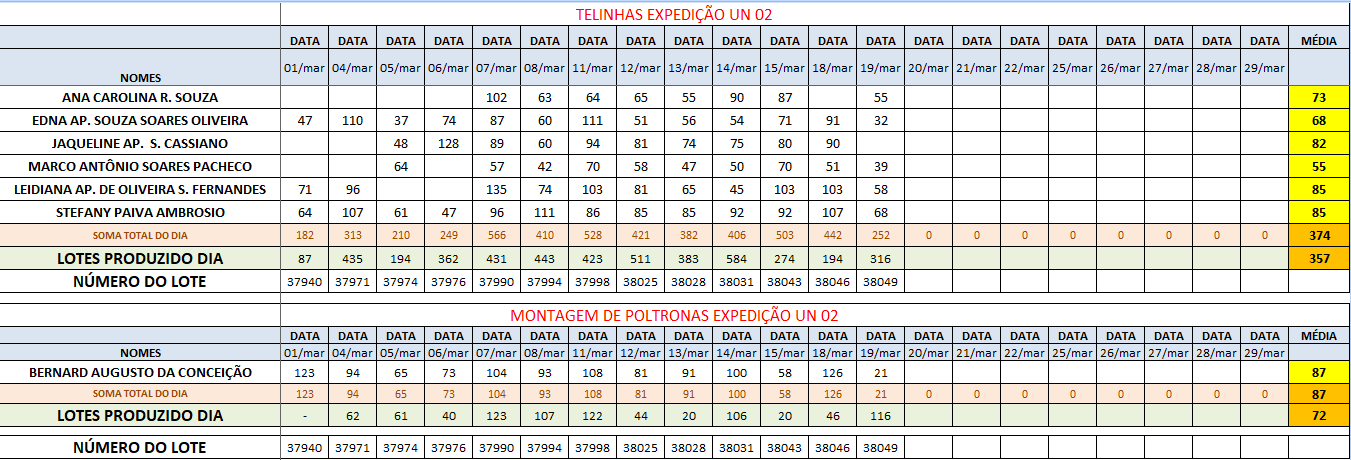 TELINHAS EXPEDIÇÃO UN 02
DATA DATA DATA DATA DATA DATA DATA DATA DATA DATA DATA DATA DATA DATA DATA DATA DATA DATA DATA DATA DATA MÉDIA
NOMES 01/mar 04/mar 05/mar 06/mar 07/mar 08/mar 11/mar 12/mar 13/mar 14/mar 15/mar 18/mar 19/mar 20/mar 21/mar 22/mar 25/mar 26/mar 27/mar 28/mar 29/mar
ANA CAROLINA R. SOUZA 102 63 64 65 55 90 87 55 73
EDNA AP. SOUZA SOARES OLIVEIRA 47 110 37 74 87 60 111 51 56 54 71 91 32 68
JAQUELINE AP. S. CASSIANO 48 128 89 60 94 81 74 75 80 90 82
MARCO ANTÔNIO SOARES PACHECO 64 57 42 70 58 47 50 70 51 39 55
LEIDIANA AP. DE OLIVEIRA S. FERNANDES 71 96 135 74 103 81 65 45 103 103 58 85
STEFANY PAIVA AMBROSIO 64 107 61 47 96 111 86 85 85 92 92 107 68 85
SOMA TOTAL DO DIA 182 313 210 249 566 410 528 421 382 406 503 442 252 0 0 0 0 0 0 0 0 374
LOTES PRODUZIDO DIA 87 435 194 362 431 443 423 511 383 584 274 194 316 357
NÚMERO DO LOTE 37940 37971 37974 37976 37990 37994 37998 38025 38028 38031 38043 38046 38049
MONTAGEM DE POLTRONAS EXPEDIÇÃO UN 02
DATA DATA DATA DATA DATA DATA DATA DATA DATA DATA DATA DATA DATA DATA DATA DATA DATA DATA DATA DATA DATA MÉDIA
NOMES 01/mar 04/mar 05/mar 06/mar 07/mar 08/mar 11/mar 12/mar 13/mar 14/mar 15/mar 18/mar 19/mar 20/mar 21/mar 22/mar 25/mar 26/mar 27/mar 28/mar 29/mar
BERNARD AUGUSTO DA CONCEIÇÃO 123 94 65 73 104 93 108 81 91 100 58 126 21 87
SOMA TOTAL DO DIA 123 94 65 73 104 93 108 81 91 100 58 126 21 0 0 0 0 0 0 0 0 87
LOTES PRODUZIDO DIA - 62 61 40 123 107 122 44 20 106 20 46 116 72
NÚMERO DO LOTE 37940 37971 37974 37976 37990 37994 37998 38025 38028 38031 38043 38046 38049